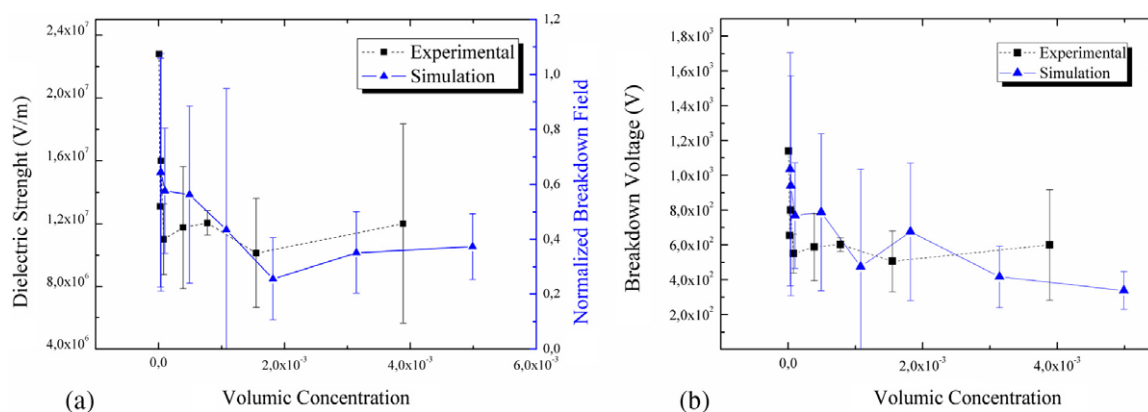 2,4x10⁷
2,0x10⁷
1,6x10⁷
1,2x10⁷
8,0x10⁶
4,0x10⁶
Dielectric Strenght (V/m)
Experimental
Simulation
1,2
1,0
0,8
0,6
0,4
0,2
0,0
Normalized Breakdown Field
0,0
2,0x10⁻³
4,0x10⁻³
6,0x10⁻³
Volumic Concentration
(a)
1,8x10³
1,6x10³
1,4x10³
1,2x10³
1,0x10³
8,0x10²
6,0x10²
4,0x10²
2,0x10²
Breakdown Voltage (V)
Experimental
Simulation
0,0
2,0x10⁻³
4,0x10⁻³
Volumic Concentration
(b)